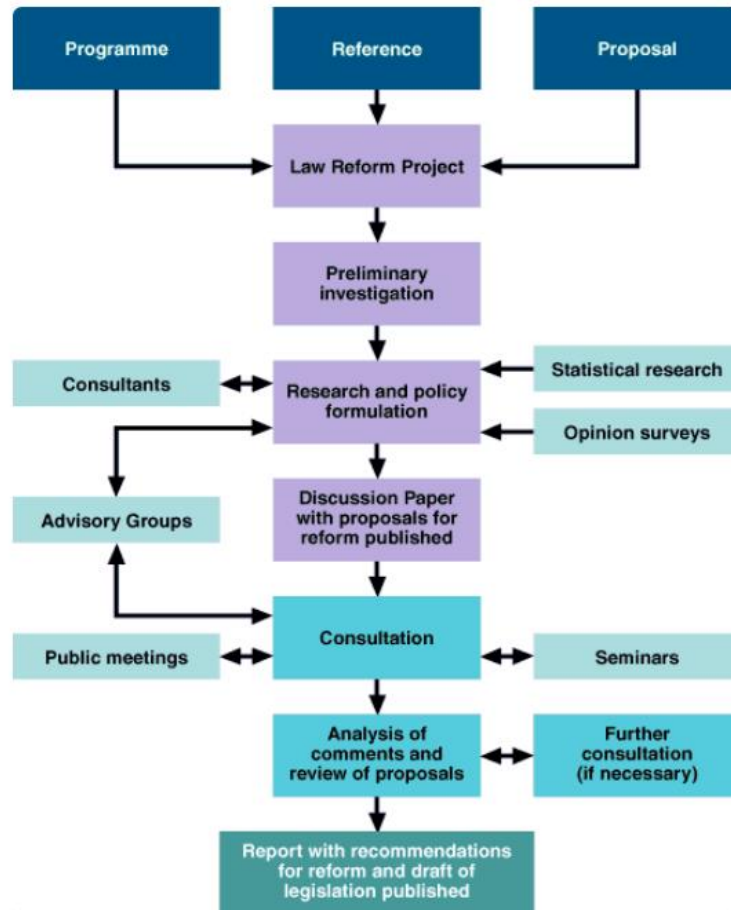 Programme
Reference
Proposal
Law Reform Project
Preliminary
investigation
Consultants
Research and policy
formulation
Statistical research
Opinion surveys
Advisory Groups
Discussion Paper
with proposals for
reform published
Public meetings
Consultation
Seminars
Analysis of
comments and
review of proposals
Further
consultation
(if necessary)
Report with recommendations
for reform and draft of
legislation published